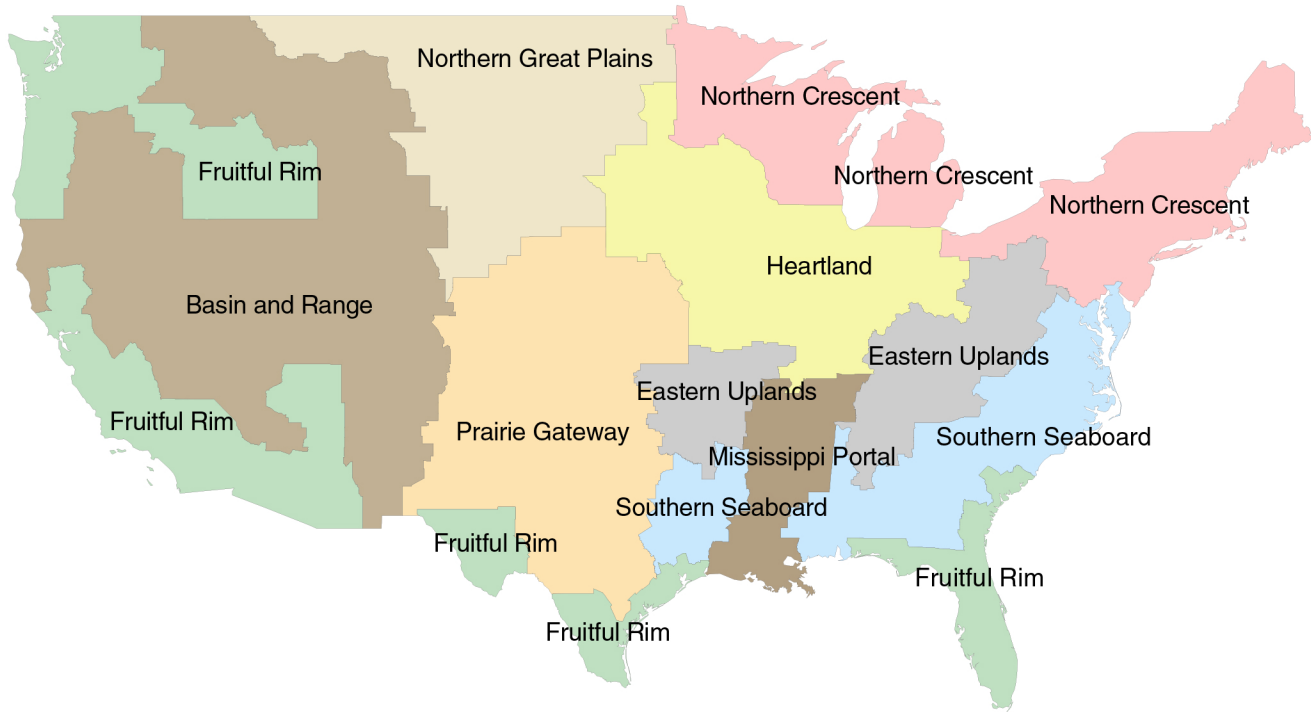 Northern Great Plains
Northern Crescent
Fruitful Rim
Northern Crescent
Northern Crescent
Heartland
Basin and Range
Eastern Uplands
Eastern Uplands
Fruitful Rim
Prairie Gateway
Southern Seaboard
Mississippi Portal
Southern Seaboard
Fruitful Rim
Fruitful Rim
Fruitful Rim